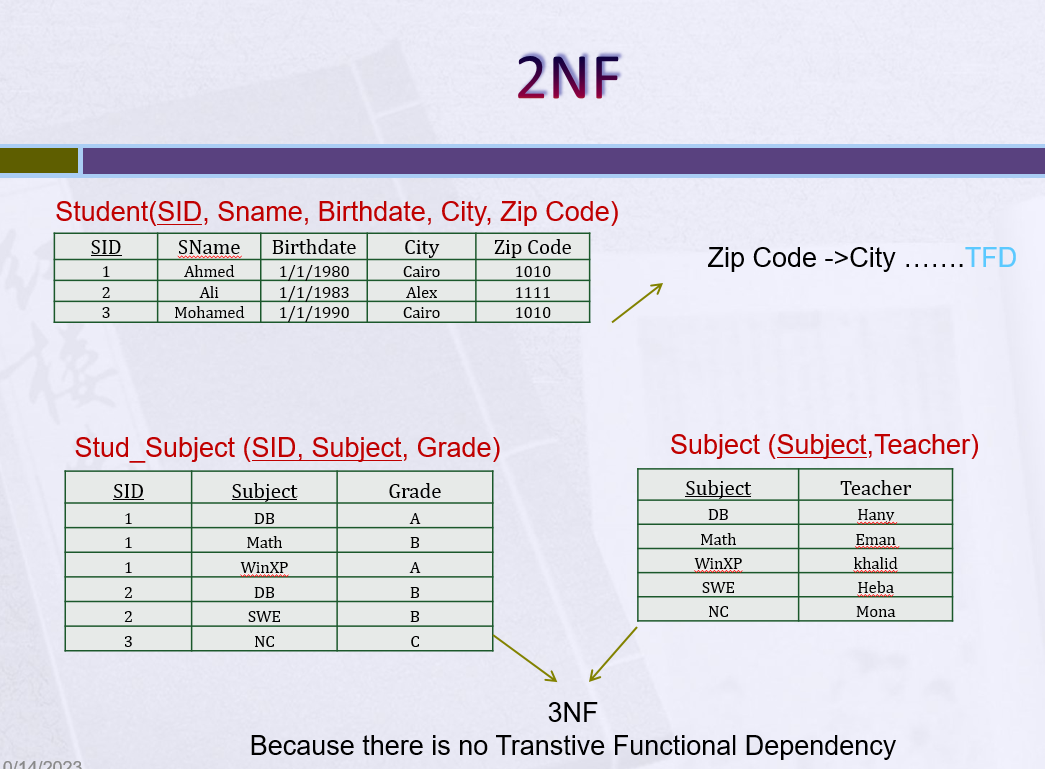 2NF
Student(SID, Sname, Birthdate, City, Zip Code)
SID SName Birthdate City Zip Code
1 Ahmed 1/1/1980 Cairo 1010
2 Ali 1/1/1983 Alex 1111
3 Mohamed 1/1/1990 Cairo 1010
Zip Code ->City …….TFD
Stud_Subject (SID, Subject, Grade)
SID Subject Grade
1 DB A
1 Math B
1 WinXP A
2 DB B
2 SWE B
3 NC C
Subject (Subject,Teacher)
Subject Teacher
DB Hany
Math Eman
WinXP khalid
SWE Heba
NC Mona
3NF
Because there is no Transtive Functional Dependency
0/14/2023